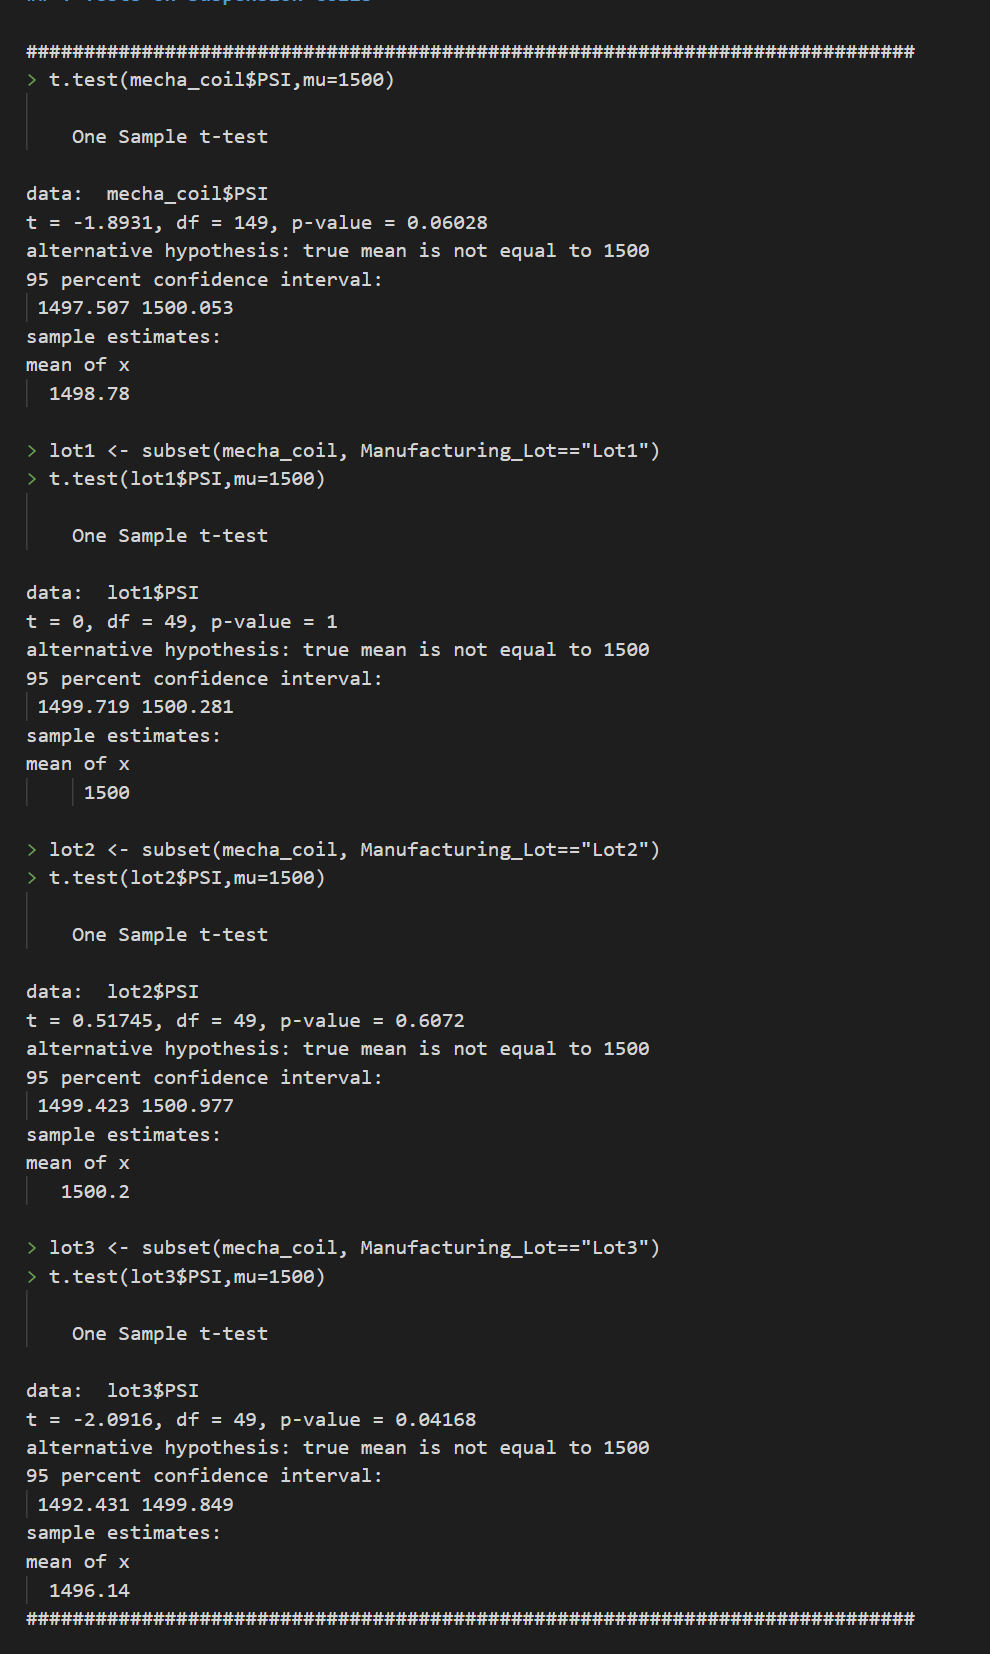 ## T-Tests on Suspension Coils
################################################################################
> t.test(mecha_coil$PSI,mu=1500)
One Sample t-test
data:  mecha_coil$PSI
t = -1.8931, df = 149, p-value = 0.06028
alternative hypothesis: true mean is not equal to 1500
95 percent confidence interval:
1497.507 1500.053
sample estimates:
mean of x
1498.78
> lot1 <- subset(mecha_coil, Manufacturing_Lot=="Lot1")
> t.test(lot1$PSI,mu=1500)
One Sample t-test
data:  lot1$PSI
t = 0, df = 49, p-value = 1
alternative hypothesis: true mean is not equal to 1500
95 percent confidence interval:
1499.719 1500.281
sample estimates:
mean of x
1500
> lot2 <- subset(mecha_coil, Manufacturing_Lot=="Lot2")
> t.test(lot2$PSI,mu=1500)
One Sample t-test
data:  lot2$PSI
t = 0.51745, df = 49, p-value = 0.6072
alternative hypothesis: true mean is not equal to 1500
95 percent confidence interval:
1499.423 1500.977
sample estimates:
mean of x
1500.2
> lot3 <- subset(mecha_coil, Manufacturing_Lot=="Lot3")
> t.test(lot3$PSI,mu=1500)
One Sample t-test
data:  lot3$PSI
t = -2.0916, df = 49, p-value = 0.04168
alternative hypothesis: true mean is not equal to 1500
95 percent confidence interval:
1492.431 1499.849
sample estimates:
mean of x
1496.14
################################################################################